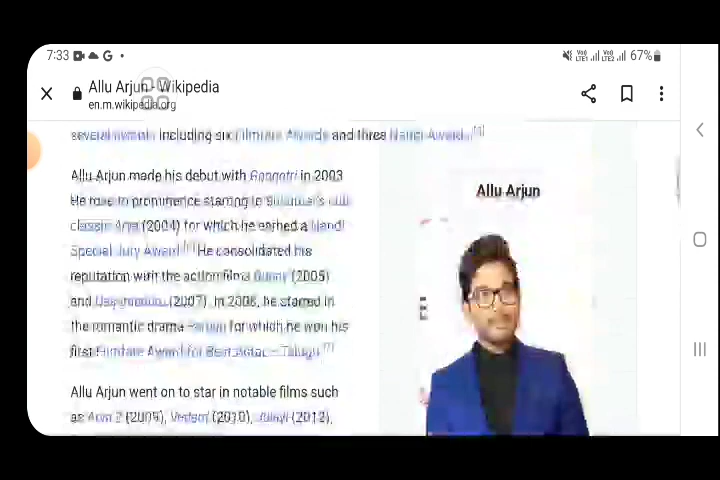 7:33
67%
Allu Arjun - Wikipedia
en.m.wikipedia.org
several awards including six Filmfare Awards and three Nandi Awards.
Allu Arjun made his debut with Gangotri in 2003
He rose to prominence starring in Sukumar's cult
classic Arya (2004) for which he earned a Nandi
Special Jury Award. He consolidated his
reputation with the action films Bunny (2005)
and (2007). In 2008, he starred in
the romantic drama for which he won his
first Filmfare Award for Best Actor – Telugu.
Allu Arjun went on to star in notable films such
as Arya 2 (2009), Vedam (2010), Julayi (2012),
Allu Arjun
E